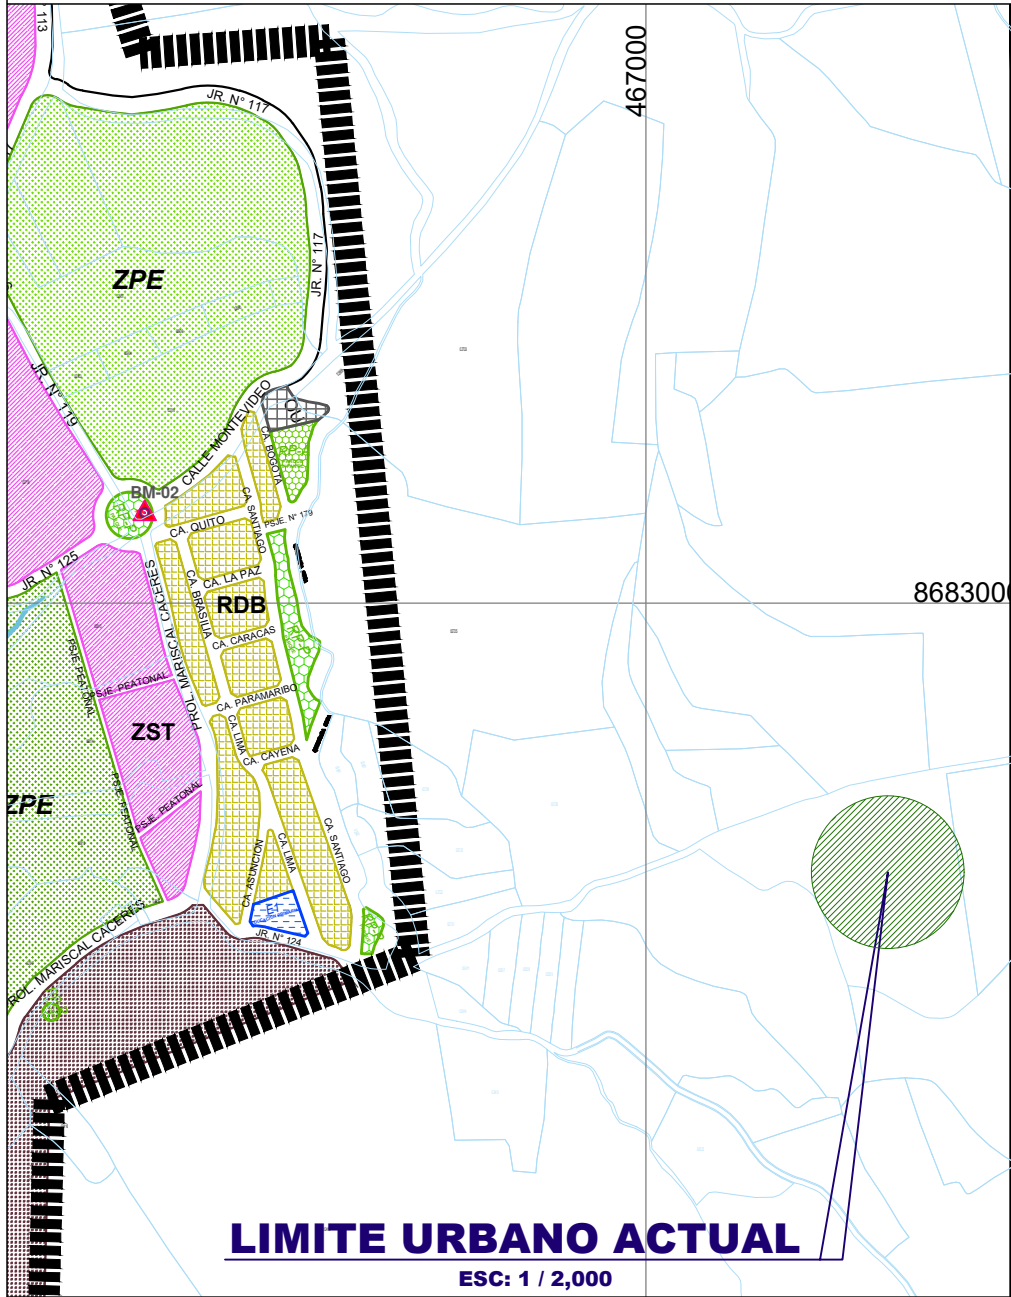 113
JR. N° 117
467000
JR. N° 117
ZPE
JR. N° 119
CALLE MONTEVIDEO
OU
CA. BOGOTA
BM-02
CA. SANTIAGO
PSJE. N° 179
CA. QUITO
JR. N° 125
PROL. MARISCAL CACERES
CA. BRASILIA
CA. LA PAZ
8683000
RDB
CA. CARACAS
PSJE. PEATONAL
PSJE. PEATONAL
CA. PARAMARIBO
ZST
CA. LIMA
CA. CAYENA
ZPE
PSJE. PEATONAL
PSJE. PEATONAL
CA. ASUNCION
CA. LIMA
CA. SANTIAGO
E1
JR. N° 124
ROL. MARISCAL CACERES
LIMITE URBANO ACTUAL
ESC: 1 / 2,000